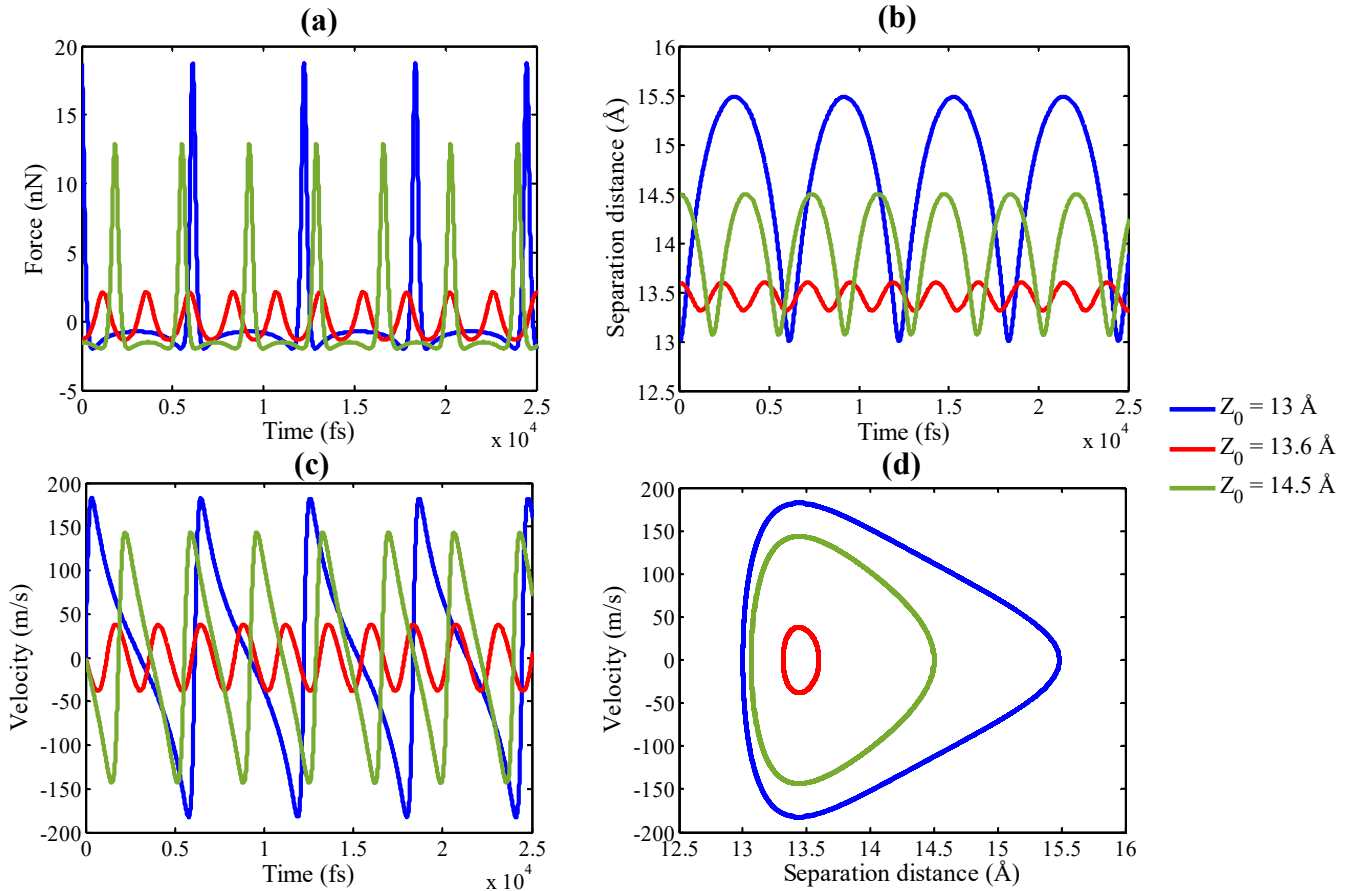 (a)
Force (nN)
20
15
10
5
0
-5
0 0.5 1 1.5 2 2.5
Time (fs)
x 10^4
(b)
Separation distance (Å)
16
15.5
15
14.5
14
13.5
13
12.5
0 0.5 1 1.5 2 2.5
Time (fs)
x 10^4
Z_0 = 13 Å
Z_0 = 13.6 Å
Z_0 = 14.5 Å
(c)
Velocity (m/s)
200
150
100
50
0
-50
-100
-150
-200
0 0.5 1 1.5 2 2.5
Time (fs)
x 10^4
(d)
Velocity (m/s)
200
150
100
50
0
-50
-100
-150
-200
12.5 13 13.5 14 14.5 15 15.5 16
Separation distance (Å)